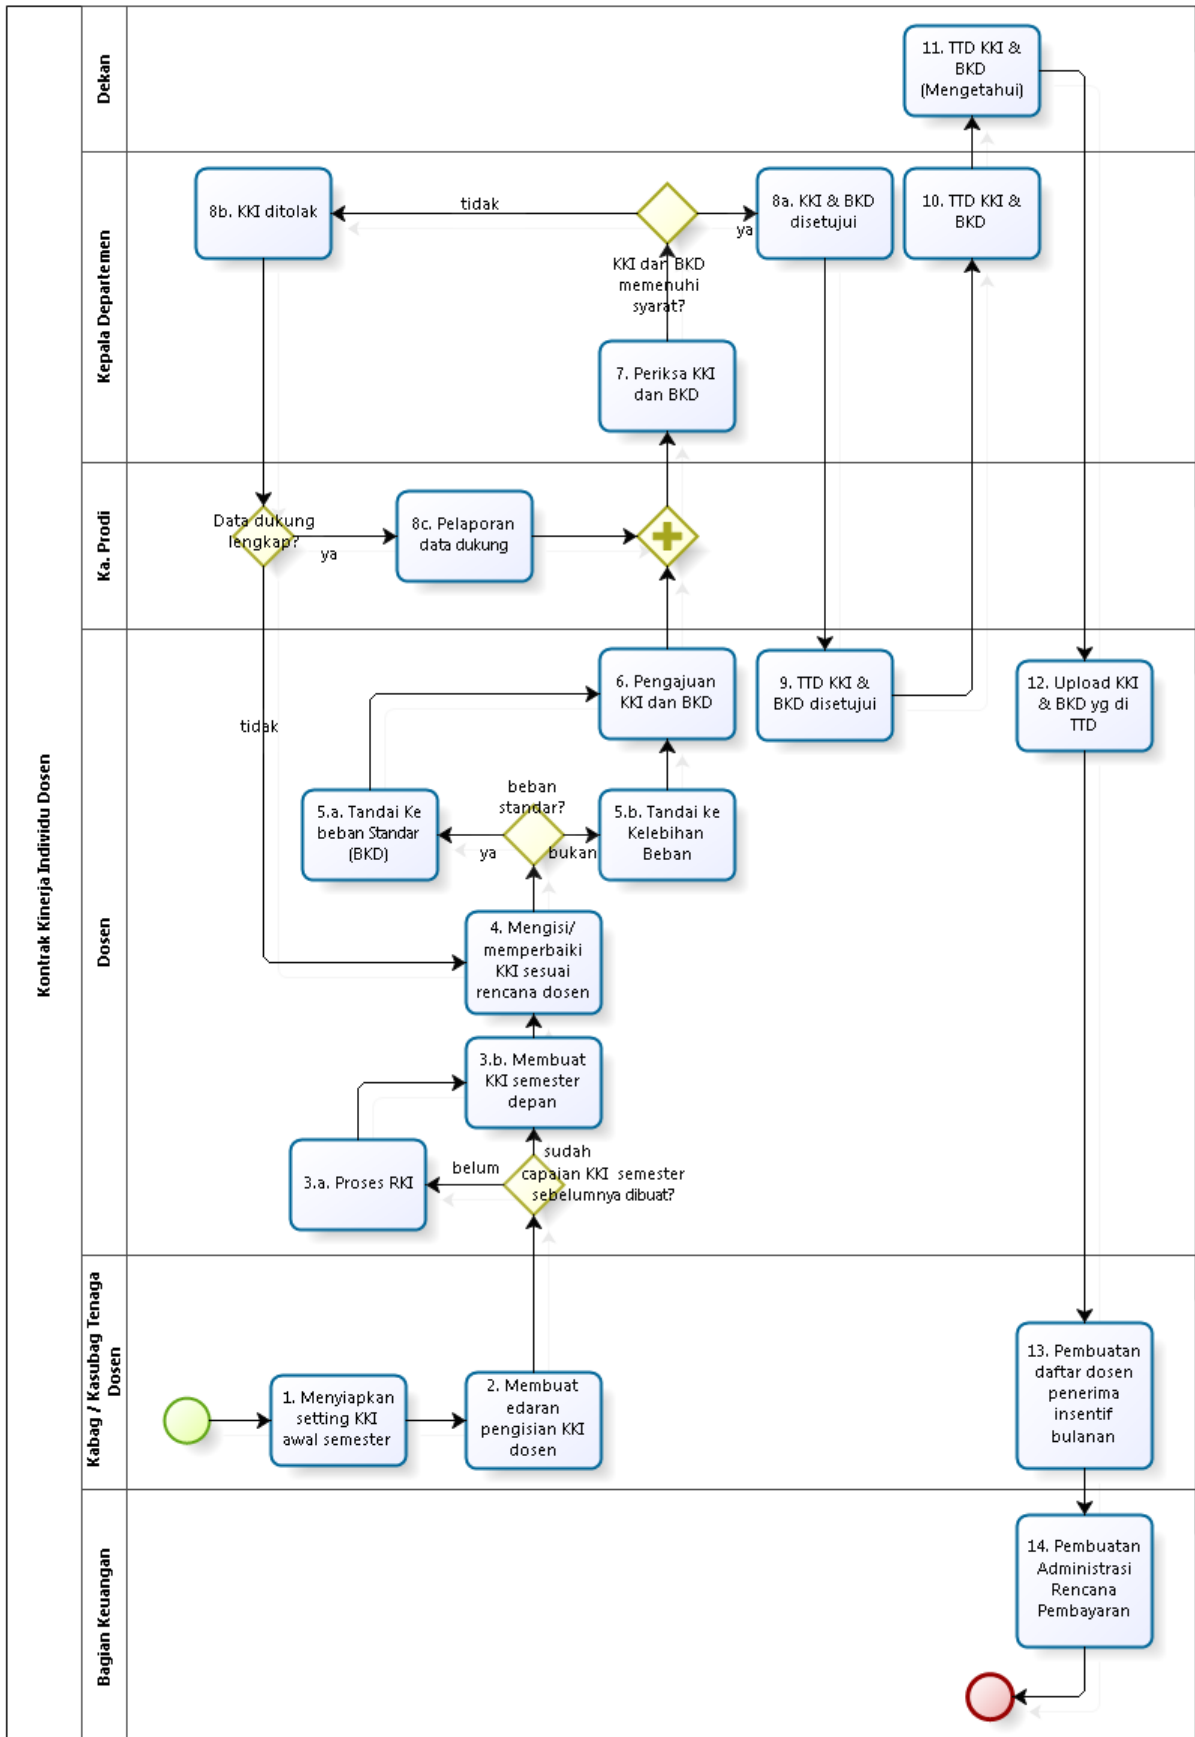 Kontrak Kinerja Individu Dosen
Dekan
11. TTD KKI &
BKD
(Mengetahui)
Kepala Departemen
8b. KKI ditolak
tidak
KKI dan BKD
memenuhi
syarat?
ya
8a. KKI & BKD
disetujui
10. TTD KKI &
BKD
7. Periksa KKI
dan BKD
Ka. Prodi
Data dukung
lengkap?
ya
8c. Pelaporan
data dukung
Dosen
tidak
6. Pengajuan
KKI dan BKD
9. TTD KKI &
BKD disetujui
12. Upload KKI
& BKD yg di
TTD
5.a. Tandai Ke
beban Standar
(BKD)
beban
standar?
ya
bukan
5.b. Tandai ke
Kelebihan
Beban
4. Mengisi/
memperbaiki
KKI sesuai
rencana dosen
3.b. Membuat
KKI semester
depan
sudah
3.a. Proses RKI
belum
capaian KKI semester
sebelumnya dibuat?
Kabag / Kasubag Tenaga
Dosen
1. Menyiapkan
setting KKI
awal semester
2. Membuat
edaran
pengisian KKI
dosen
13. Pembuatan
daftar dosen
penerima
insentif
bulanan
Bagian Keuangan
14. Pembuatan
Administrasi
Rencana
Pembayaran